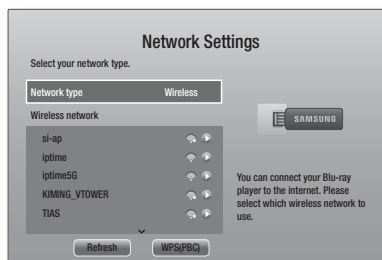 Network Settings
Select your network type.
Network type Wireless
Wireless network
si-ap
iptime
iptime5G
KIMING_VTOWER
TIAS
SAMSUNG
You can connect your Blu-ray
player to the internet. Please
select which wireless network to
use.
Refresh WPS(PBC)